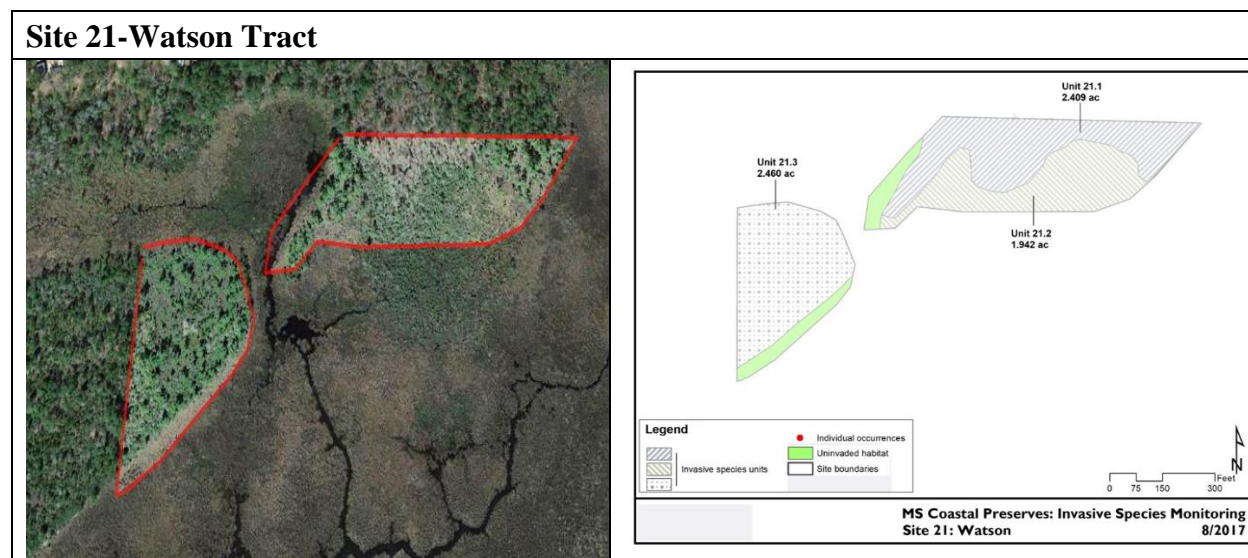 Site 21-Watson Tract
Unit 21.1
2.409 ac
Unit 21.3
2.460 ac
Unit 21.2
1.942 ac
Legend
Invasive species units
Individual occurrences
Uninvaded habitat
Site boundaries
N
Feet
0 75 150 300
MS Coastal Preserves: Invasive Species Monitoring
Site 21: Watson 8/2017